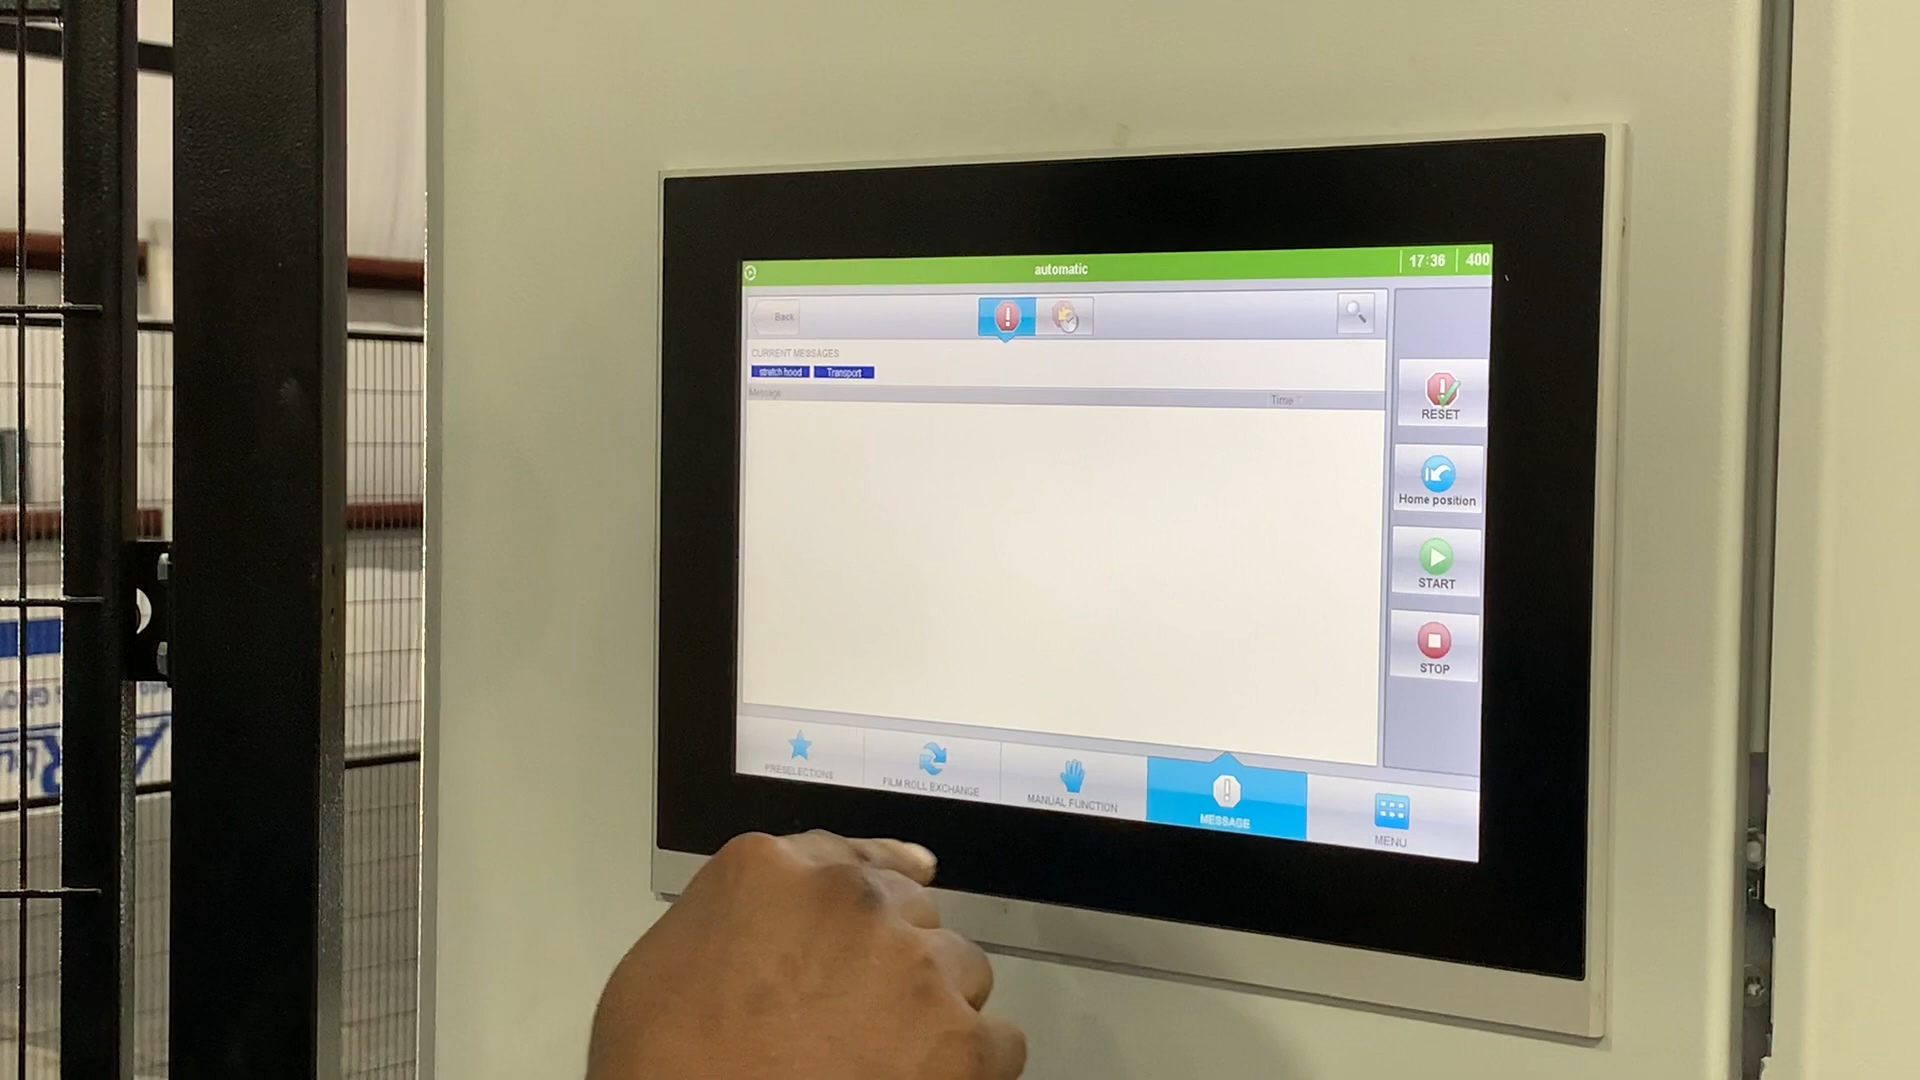 automatic 17:36 400
Back
CURRENT MESSAGES
stretch hood Transport
Message Time
RESET
Home position
START
STOP
PRESELECTIONS
FILM ROLL EXCHANGE
MANUAL FUNCTION
MESSAGE
MENU